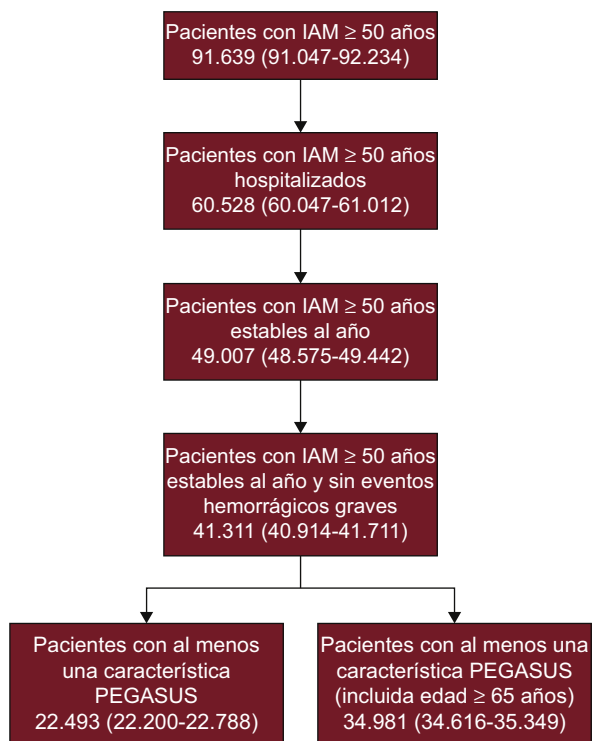 Pacientes con IAM ≥ 50 años
91.639 (91.047-92.234)
Pacientes con IAM ≥ 50 años
hospitalizados
60.528 (60.047-61.012)
Pacientes con IAM ≥ 50 años
estables al año
49.007 (48.575-49.442)
Pacientes con IAM ≥ 50 años
estables al año y sin eventos
hemorrágicos graves
41.311 (40.914-41.711)
Pacientes con al menos
una característica
PEGASUS
22.493 (22.200-22.788)
Pacientes con al menos una
característica PEGASUS
(incluida edad ≥ 65 años)
34.981 (34.616-35.349)